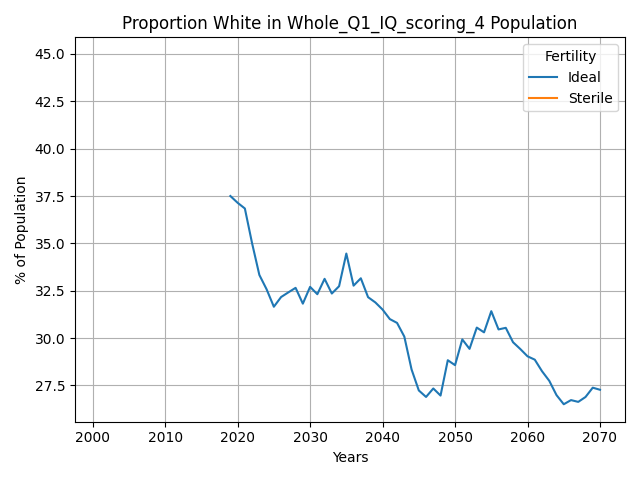 Proportion White in Whole_Q1_IQ_scoring_4 Population
Fertility
Ideal
Sterile
% of Population
45.0
42.5
40.0
37.5
35.0
32.5
30.0
27.5
2000 2010 2020 2030 2040 2050 2060 2070
Years